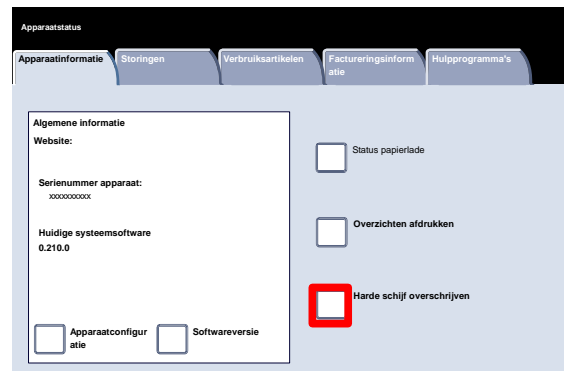 Apparaatstatus
Apparaatinformatie
Storingen
Verbruiksartikelen
Factureringsinform
atie
Hulpprogramma's
Algemene informatie
Website:
Serienummer apparaat:
xxxxxxxxxx
Huidige systeemsoftware
0.210.0
Apparaatconfigur
atie
Softwareversie
Status papierlade
Overzichten afdrukken
Harde schijf overschrijven